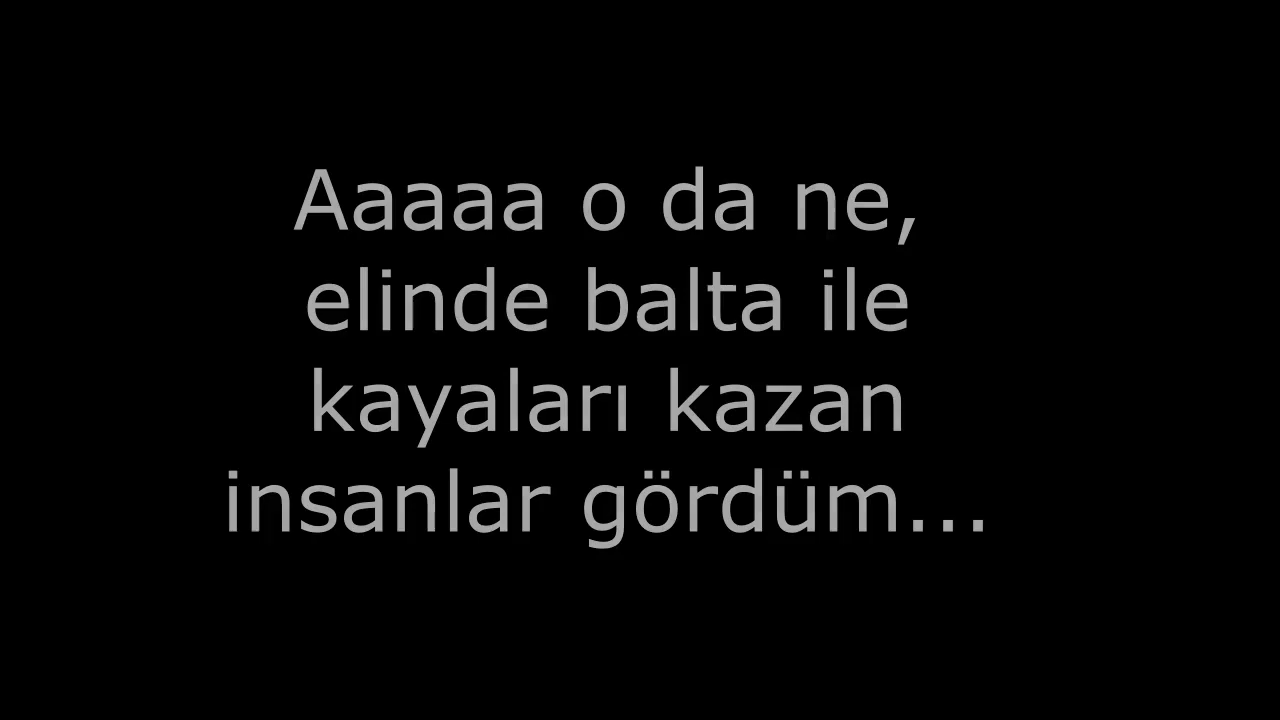 Aaaaa o da ne,
elinde balta ile
kayaları kazan
insanlar gördüm...